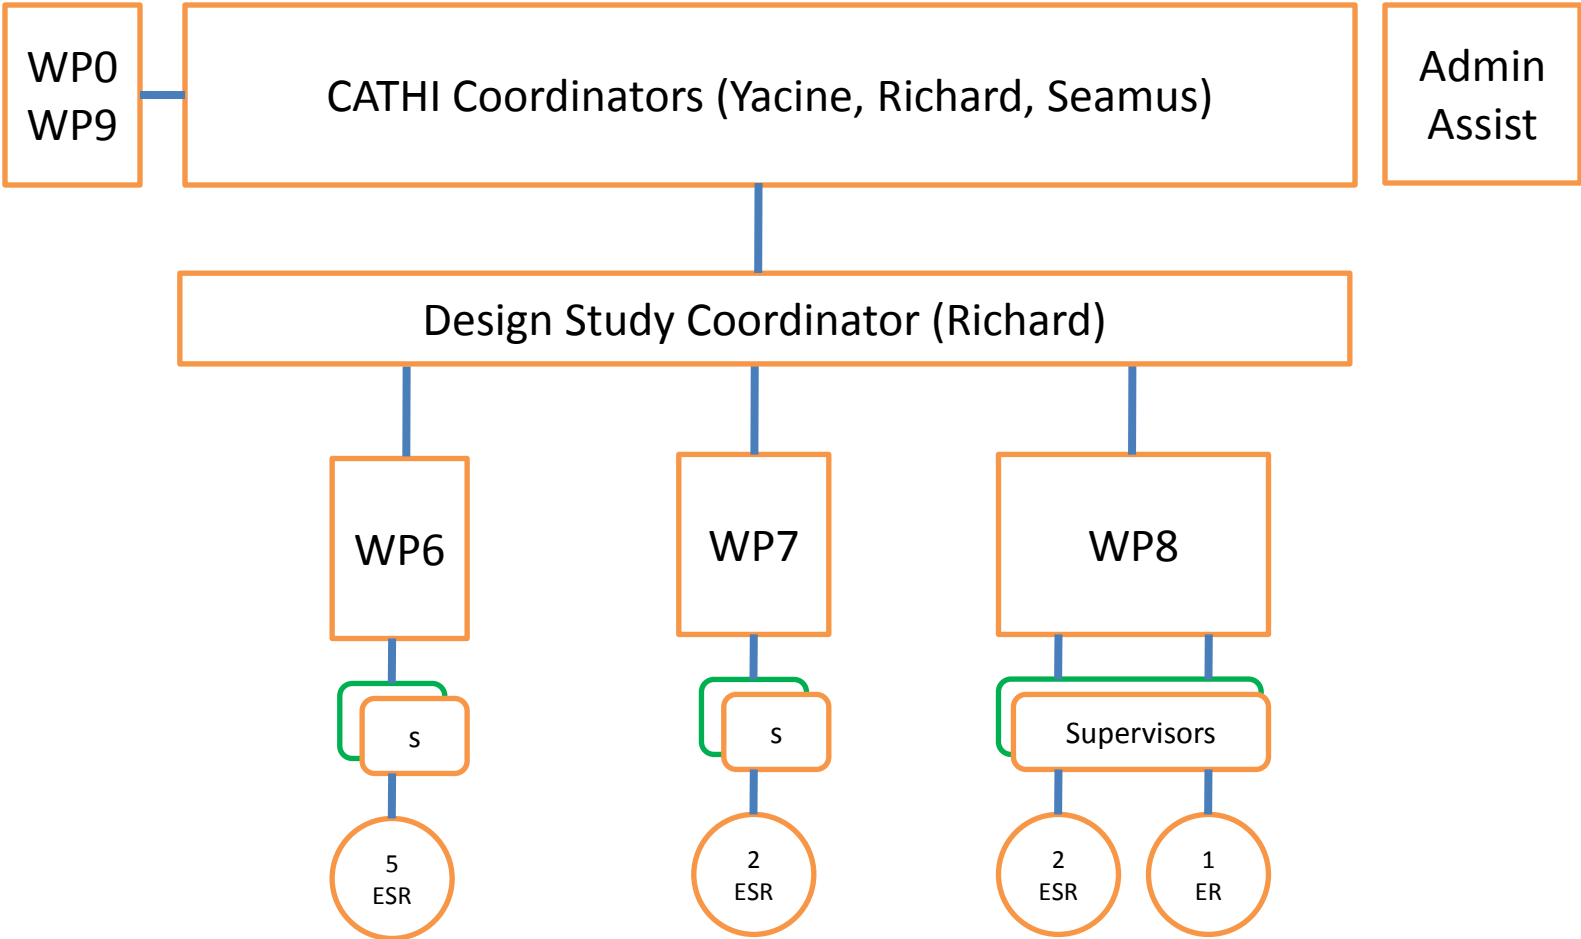 WP0
WP9
CATHI Coordinators (Yacine, Richard, Seamus)
Admin
Assist
Design Study Coordinator (Richard)
WP6
WP7
WP8
s
s
Supervisors
5
ESR
2
ESR
2
ESR
1
ER